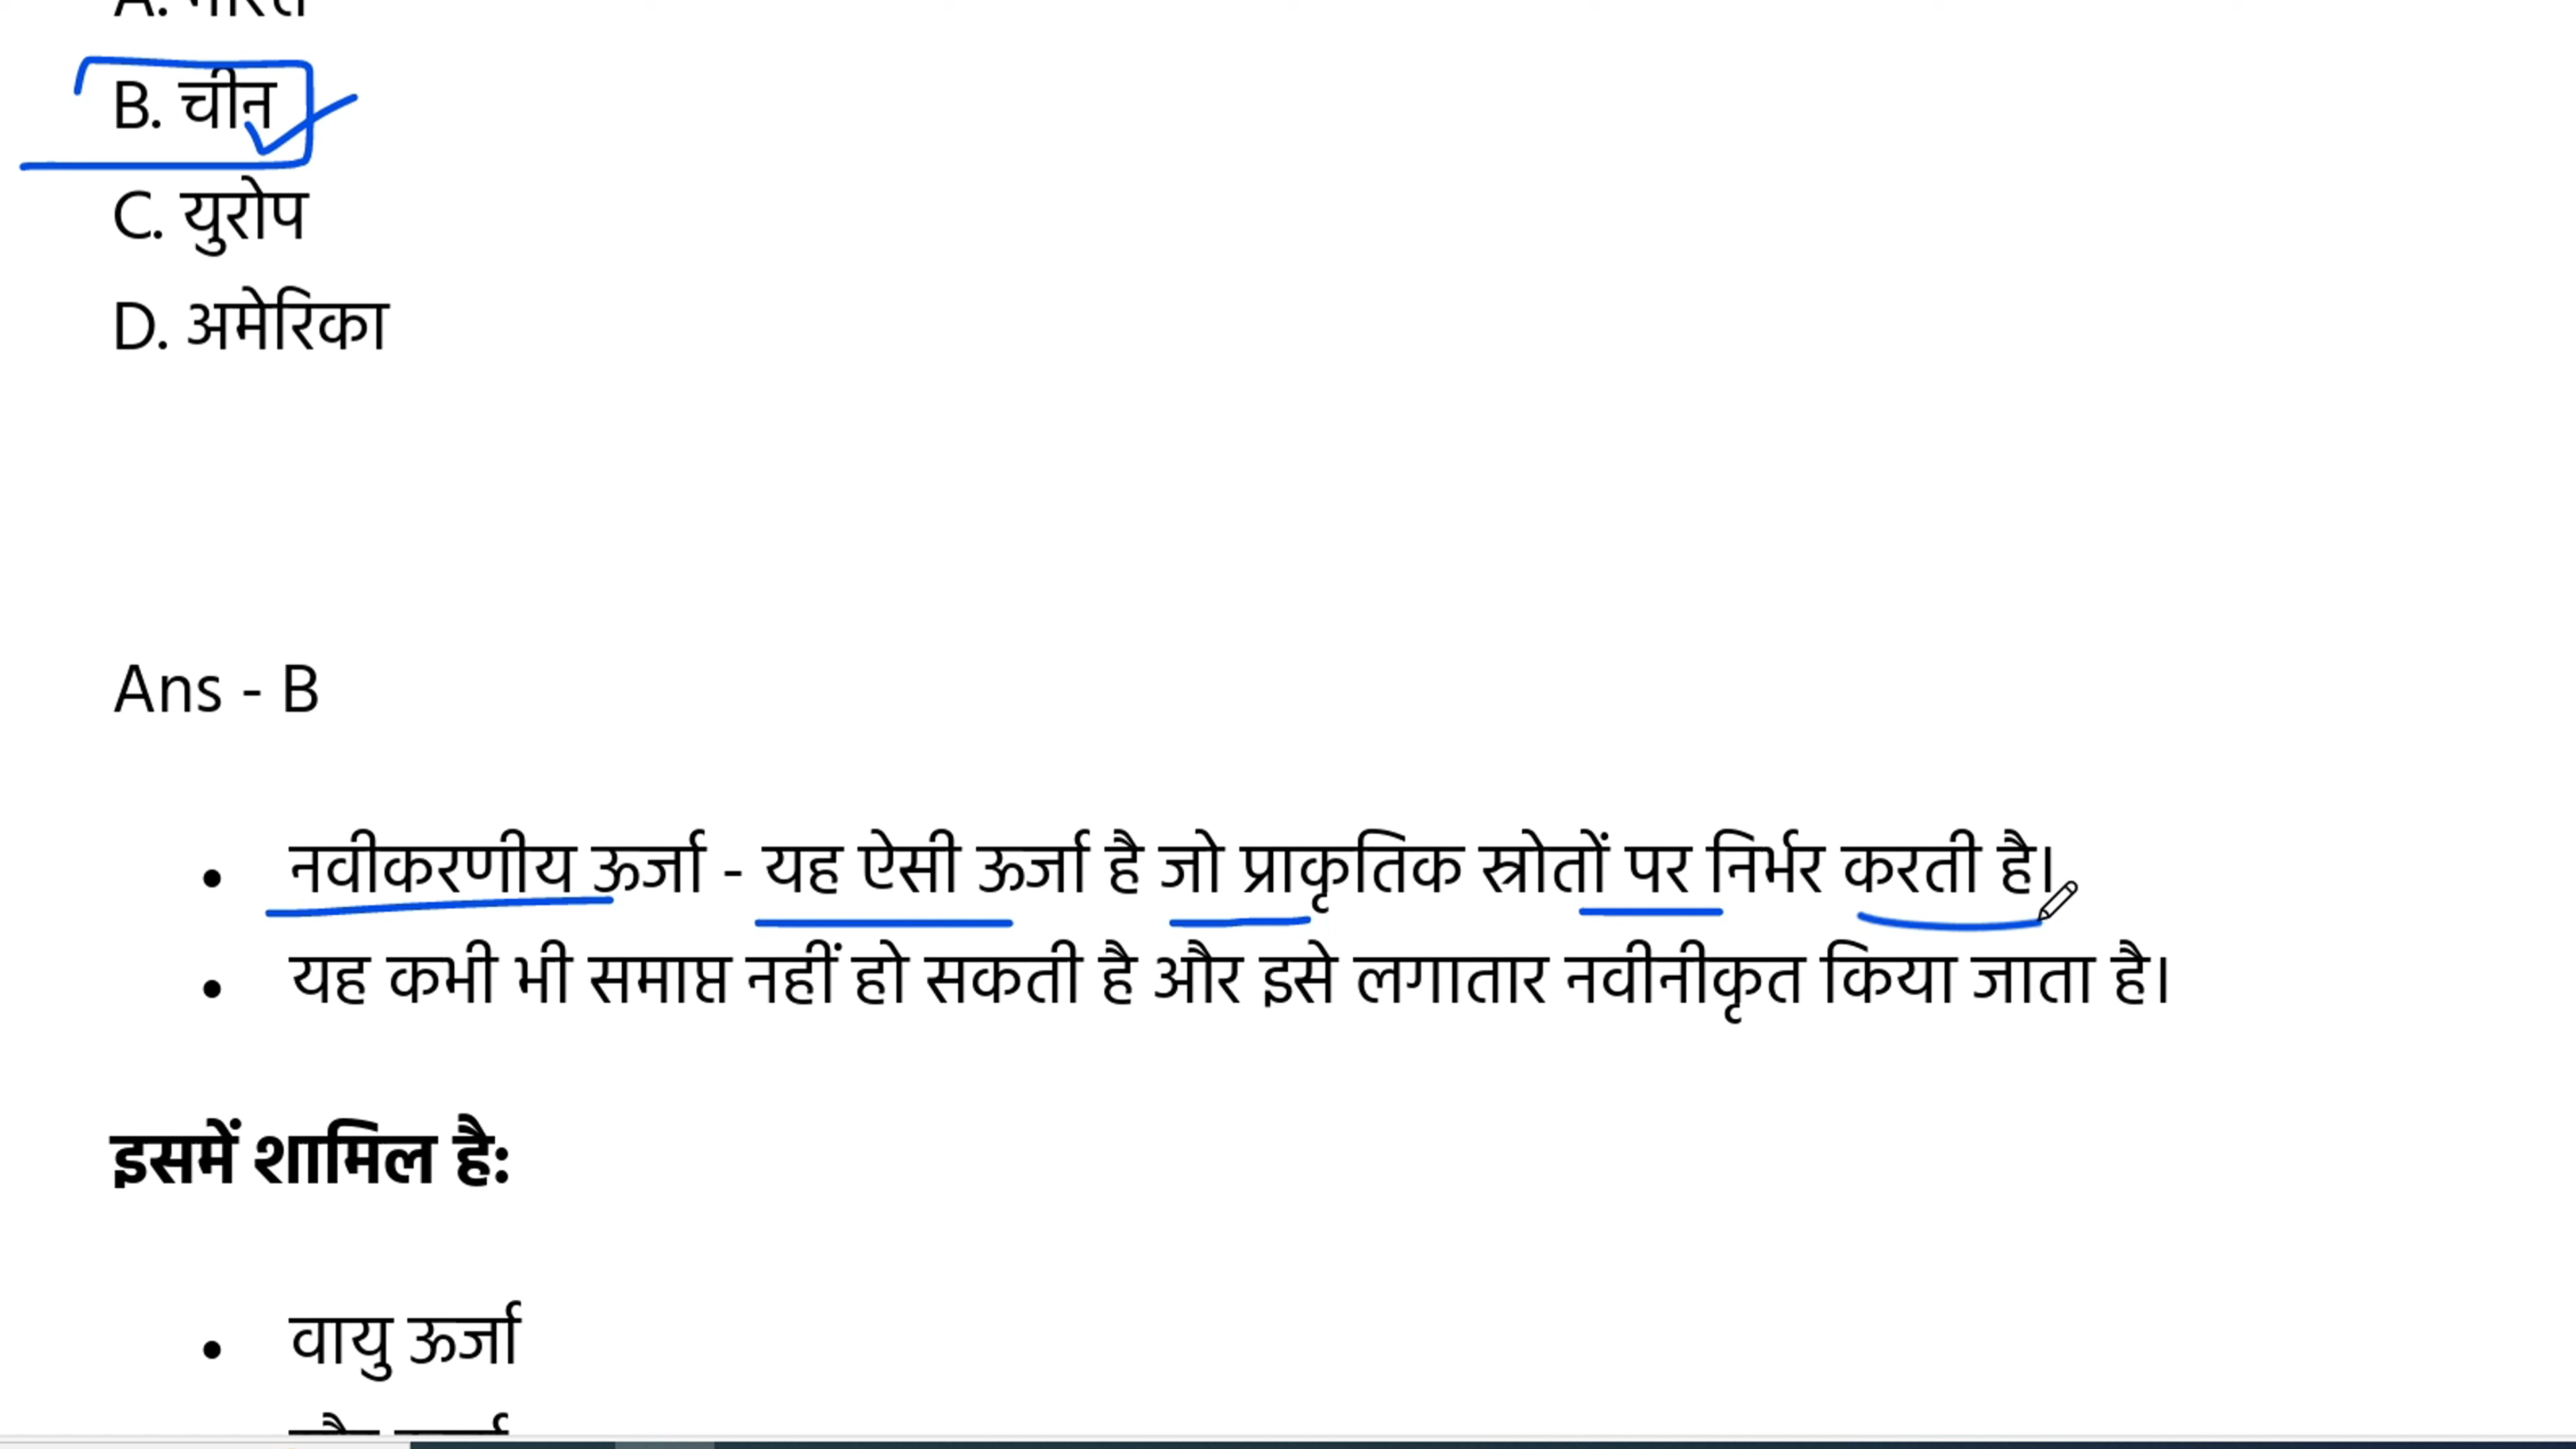 A. भारत
B. चीन
C. युरोप
D. अमेरिका
Ans - B
• नवीकरणीय ऊर्जा - यह ऐसी ऊर्जा है जो प्राकृतिक स्रोतों पर निर्भर करती है।
• यह कभी भी समाप्त नहीं हो सकती है और इसे लगातार नवीनीकृत किया जाता है।
इसमें शामिल है:
• वायु ऊर्जा